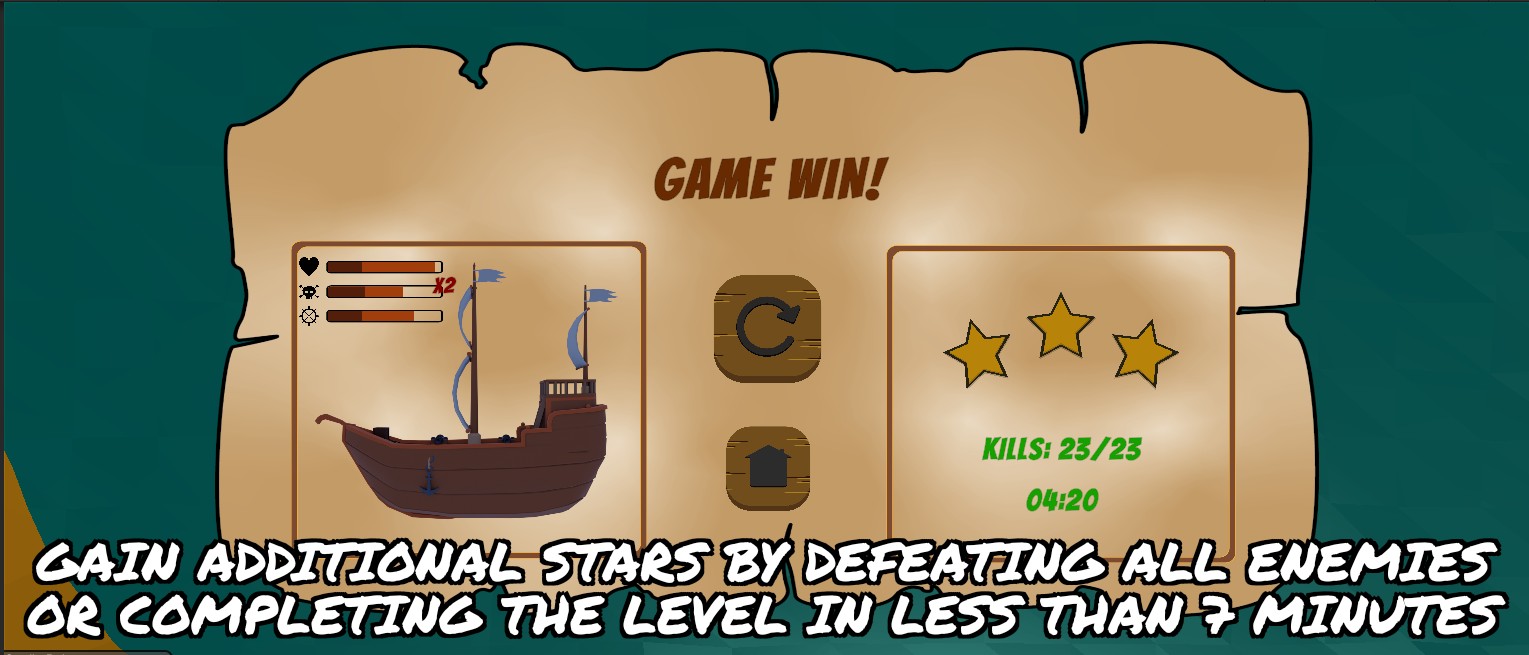 GAME WIN!
X2
KILLS: 23/23
04:20
GAIN ADDITIONAL STARS BY DEFEATING ALL ENEMIES
OR COMPLETING THE LEVEL IN LESS THAN 7 MINUTES